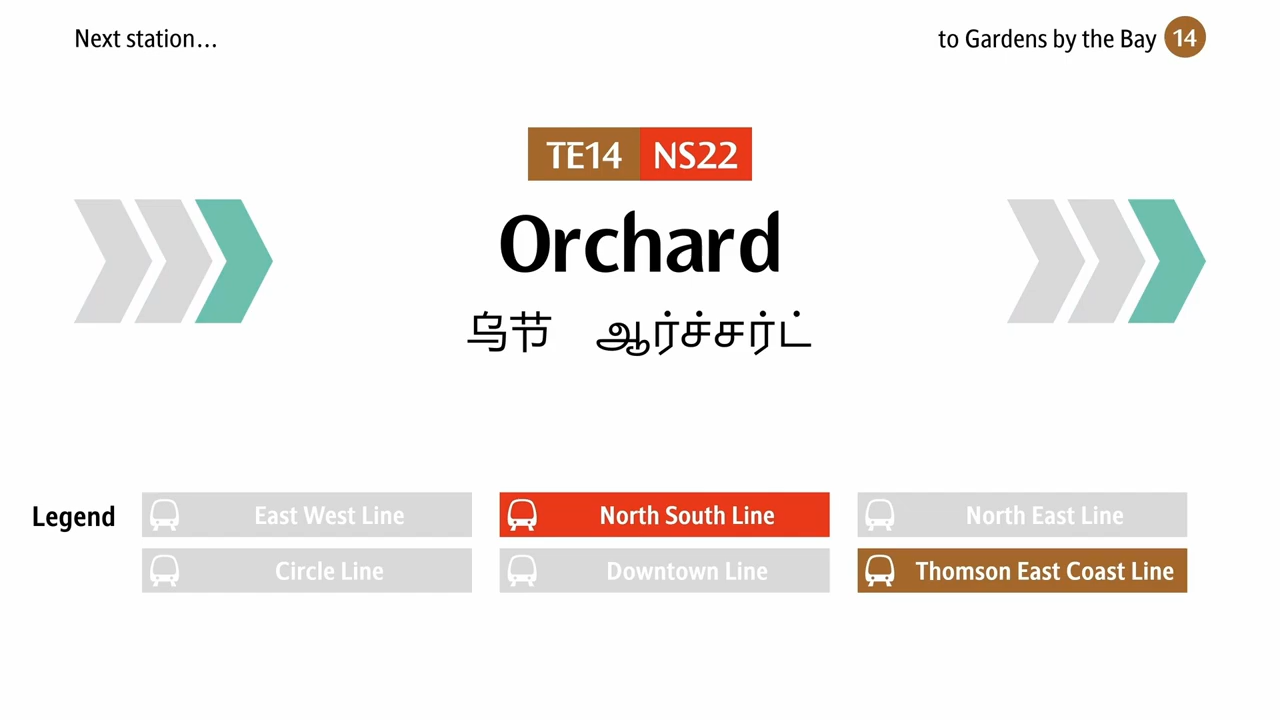 Next station...
to Gardens by the Bay 14
TE14 NS22
Orchard
乌节 ஆர்ச்சர்ட்
Legend
East West Line
North South Line
North East Line
Circle Line
Downtown Line
Thomson East Coast Line